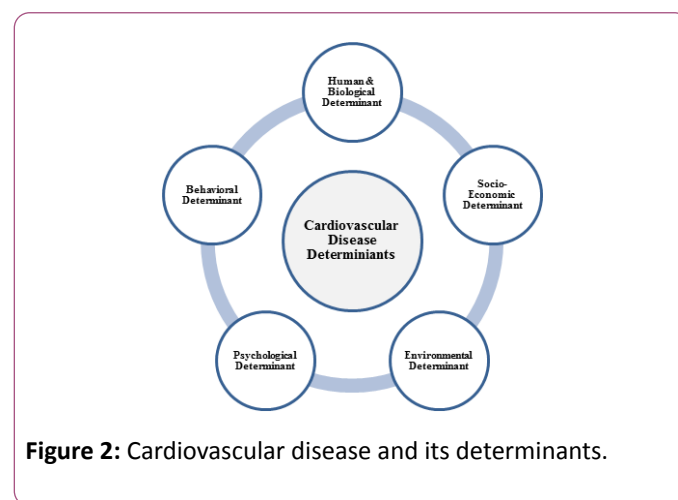 Human &
Biological
Determinant
Socio-
Economic
Determinant
Behavioral
Determinant
Cardiovascular
Disease
Determiniants
Psychological
Determinant
Environmental
Determinant
Figure 2: Cardiovascular disease and its determinants.